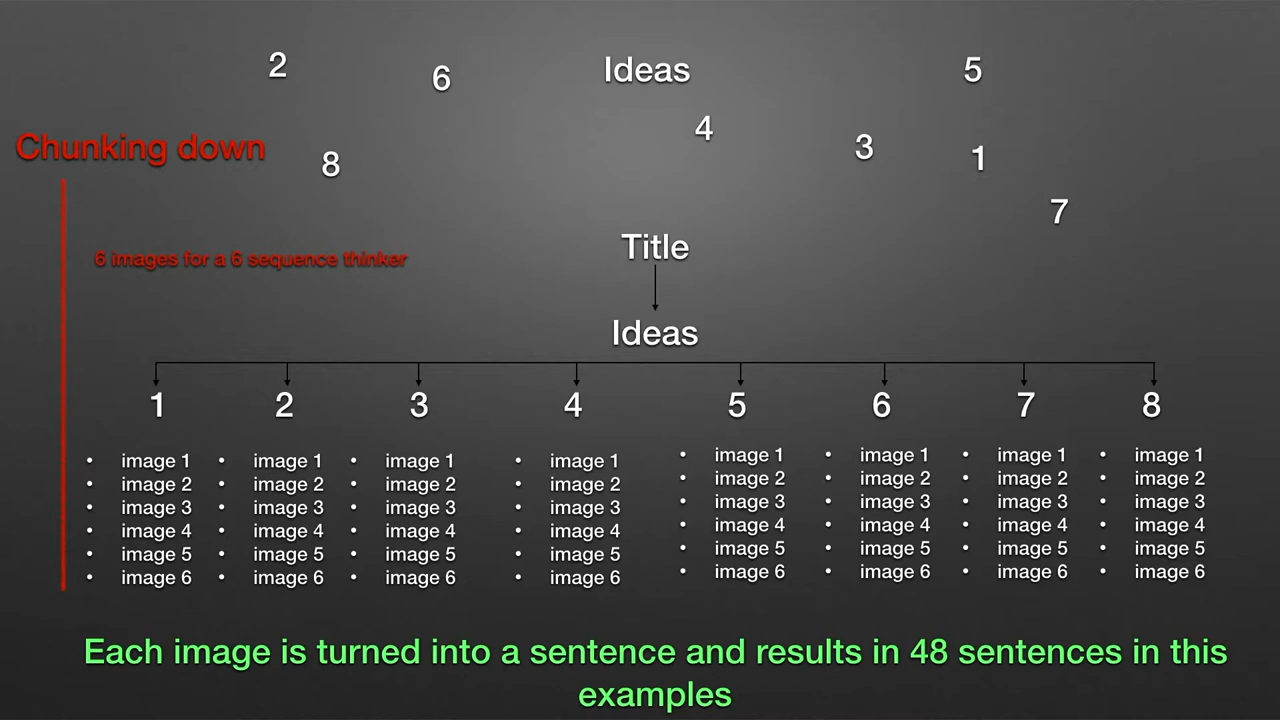 2
6
Ideas
5
4
3
1
Chunking down
8
7
6 images for a 6 sequence thinker
Title
Ideas
1 2 3 4 5 6 7 8
• image 1 • image 1 • image 1 • image 1 • image 1 • image 1 • image 1 • image 1
• image 2 • image 2 • image 2 • image 2 • image 2 • image 2 • image 2 • image 2
• image 3 • image 3 • image 3 • image 3 • image 3 • image 3 • image 3 • image 3
• image 4 • image 4 • image 4 • image 4 • image 4 • image 4 • image 4 • image 4
• image 5 • image 5 • image 5 • image 5 • image 5 • image 5 • image 5 • image 5
• image 6 • image 6 • image 6 • image 6 • image 6 • image 6 • image 6 • image 6
Each image is turned into a sentence and results in 48 sentences in this
examples